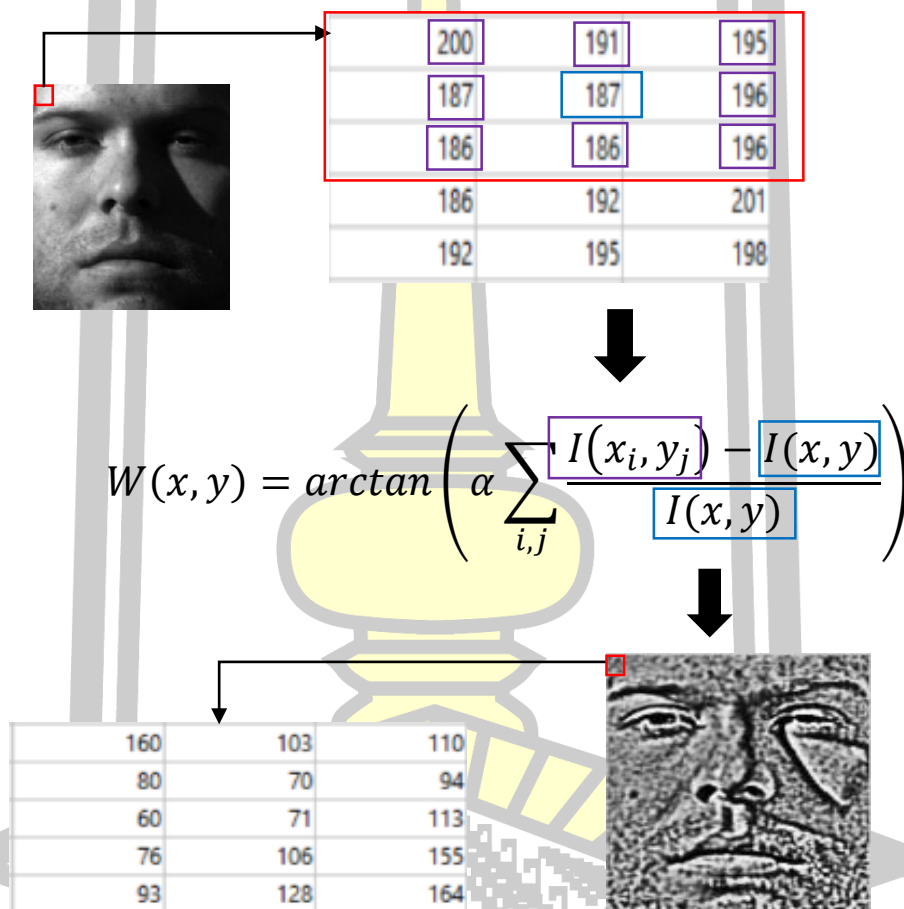 200 191 195
187 187 196
186 186 196
186 192 201
192 195 198
W(x, y) = arctan(α ∑_{i,j} (I(x_i, y_j) − I(x, y)) / I(x, y))
160 103 110
80 70 94
60 71 113
76 106 155
93 128 164